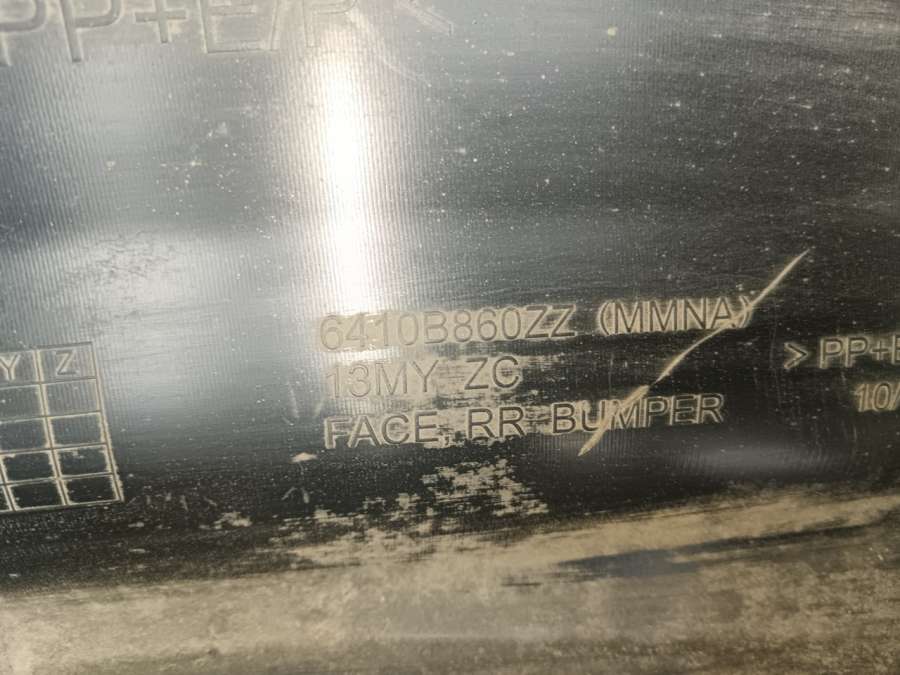 PP+E/P
6410B860ZZ (MMNA)
13MY ZC
FACE, RR BUMPER
Y Z
> PP+E
10/